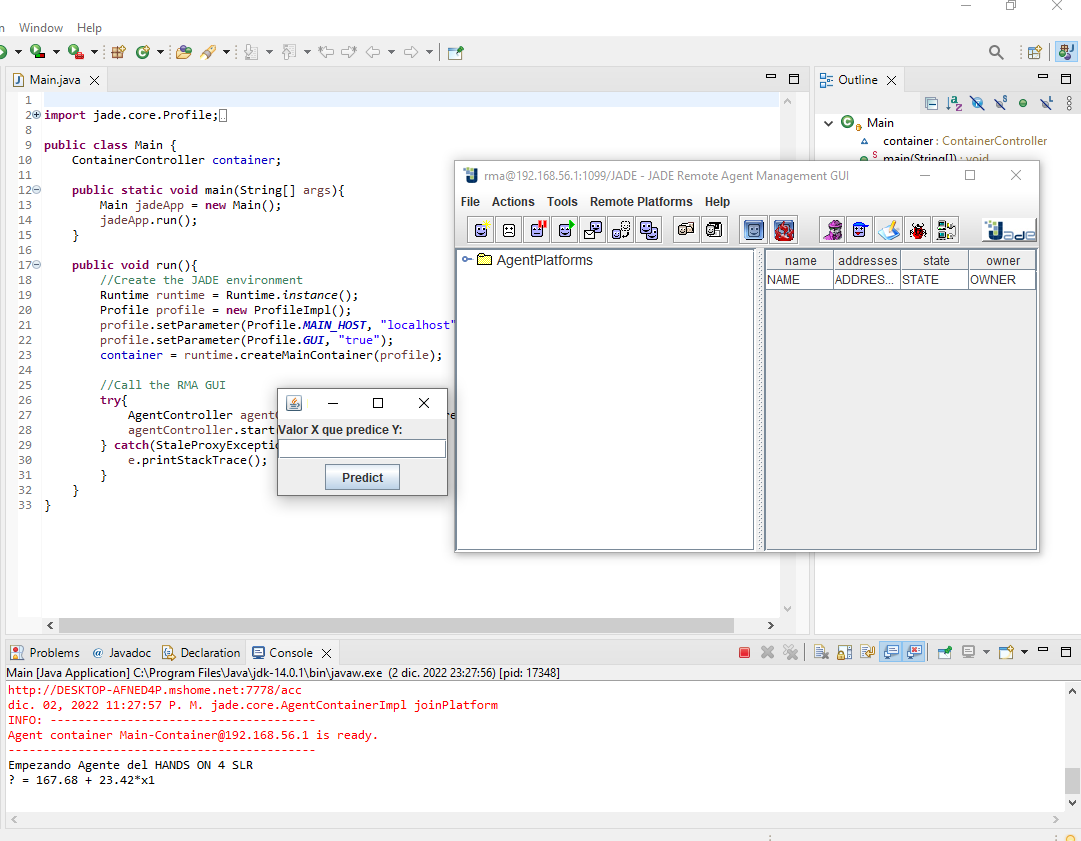 Window Help
Main.java
1
2 import jade.core.Profile;
8
9 public class Main {
10 ContainerController container;
11
12 public static void main(String[] args){
13 Main jadeApp = new Main();
14 jadeApp.run();
15 }
16
17 public void run(){
18 //Create the JADE environment
19 Runtime runtime = Runtime.instance();
20 Profile profile = new ProfileImpl();
21 profile.setParameter(Profile.MAIN_HOST, "localhost"
22 profile.setParameter(Profile.GUI, "true");
23 container = runtime.createMainContainer(profile);
24
25 //Call the RMA GUI
26 try{
27 AgentController agent
28 agentController.start
29 } catch(StaleProxyExcepti
30 e.printStackTrace();
31 }
32 }
33 }
Outline
Main
container : ContainerController
main(String[]) : void
rma@192.168.56.1:1099/JADE - JADE Remote Agent Management GUI
File Actions Tools Remote Platforms Help
Jade
AgentPlatforms
name addresses state owner
NAME ADDRES... STATE OWNER
Valor X que predice Y:
Predict
Problems Javadoc Declaration Console
Main [Java Application] C:\Program Files\Java\jdk-14.0.1\bin\javaw.exe (2 dic. 2022 23:27:56) [pid: 17348]
http://DESKTOP-AFNED4P.mshome.net:7778/acc
dic. 02, 2022 11:27:57 P. M. jade.core.AgentContainerImpl joinPlatform
INFO: --------------------------------------
Agent container Main-Container@192.168.56.1 is ready.
--------------------------------------------
Empezando Agente del HANDS ON 4 SLR
? = 167.68 + 23.42*x1